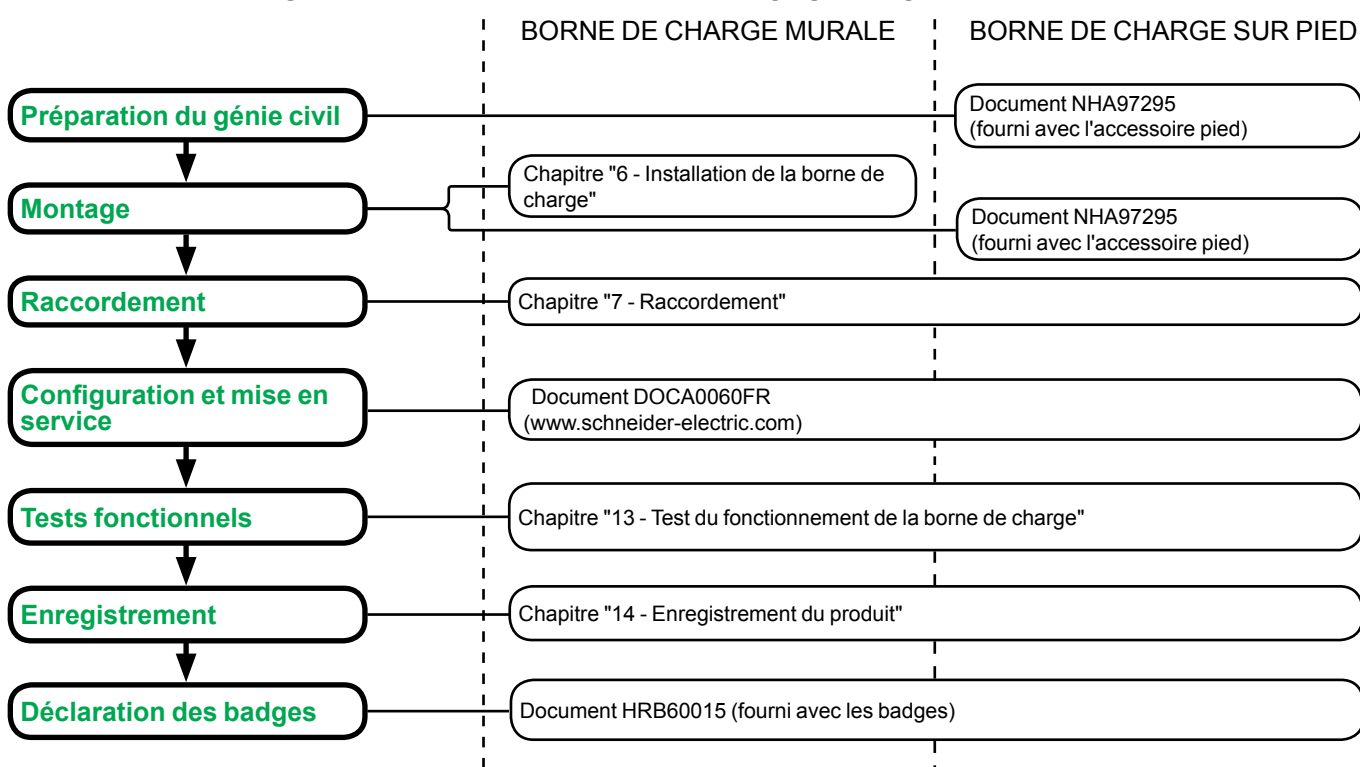 BORNE DE CHARGE MURALE
BORNE DE CHARGE SUR PIED
Préparation du génie civil
Document NHA97295
(fourni avec l'accessoire pied)
Montage
Chapitre "6 - Installation de la borne de
charge"
Document NHA97295
(fourni avec l'accessoire pied)
Raccordement
Chapitre "7 - Raccordement"
Configuration et mise en
service
Document DOCA0060FR
(www.schneider-electric.com)
Tests fonctionnels
Chapitre "13 - Test du fonctionnement de la borne de charge"
Enregistrement
Chapitre "14 - Enregistrement du produit"
Déclaration des badges
Document HRB60015 (fourni avec les badges)